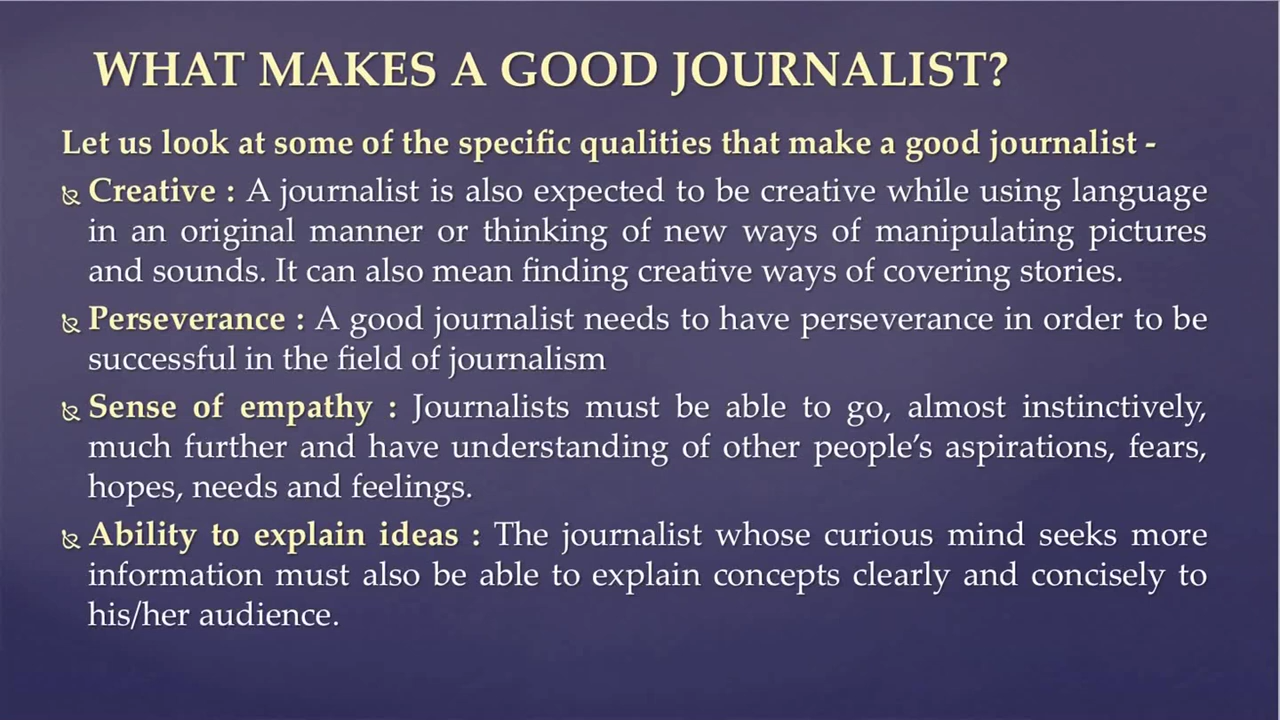 WHAT MAKES A GOOD JOURNALIST?
Let us look at some of the specific qualities that make a good journalist -
Creative : A journalist is also expected to be creative while using language
in an original manner or thinking of new ways of manipulating pictures
and sounds. It can also mean finding creative ways of covering stories.
Perseverance : A good journalist needs to have perseverance in order to be
successful in the field of journalism
Sense of empathy : Journalists must be able to go, almost instinctively,
much further and have understanding of other people’s aspirations, fears,
hopes, needs and feelings.
Ability to explain ideas : The journalist whose curious mind seeks more
information must also be able to explain concepts clearly and concisely to
his/her audience.